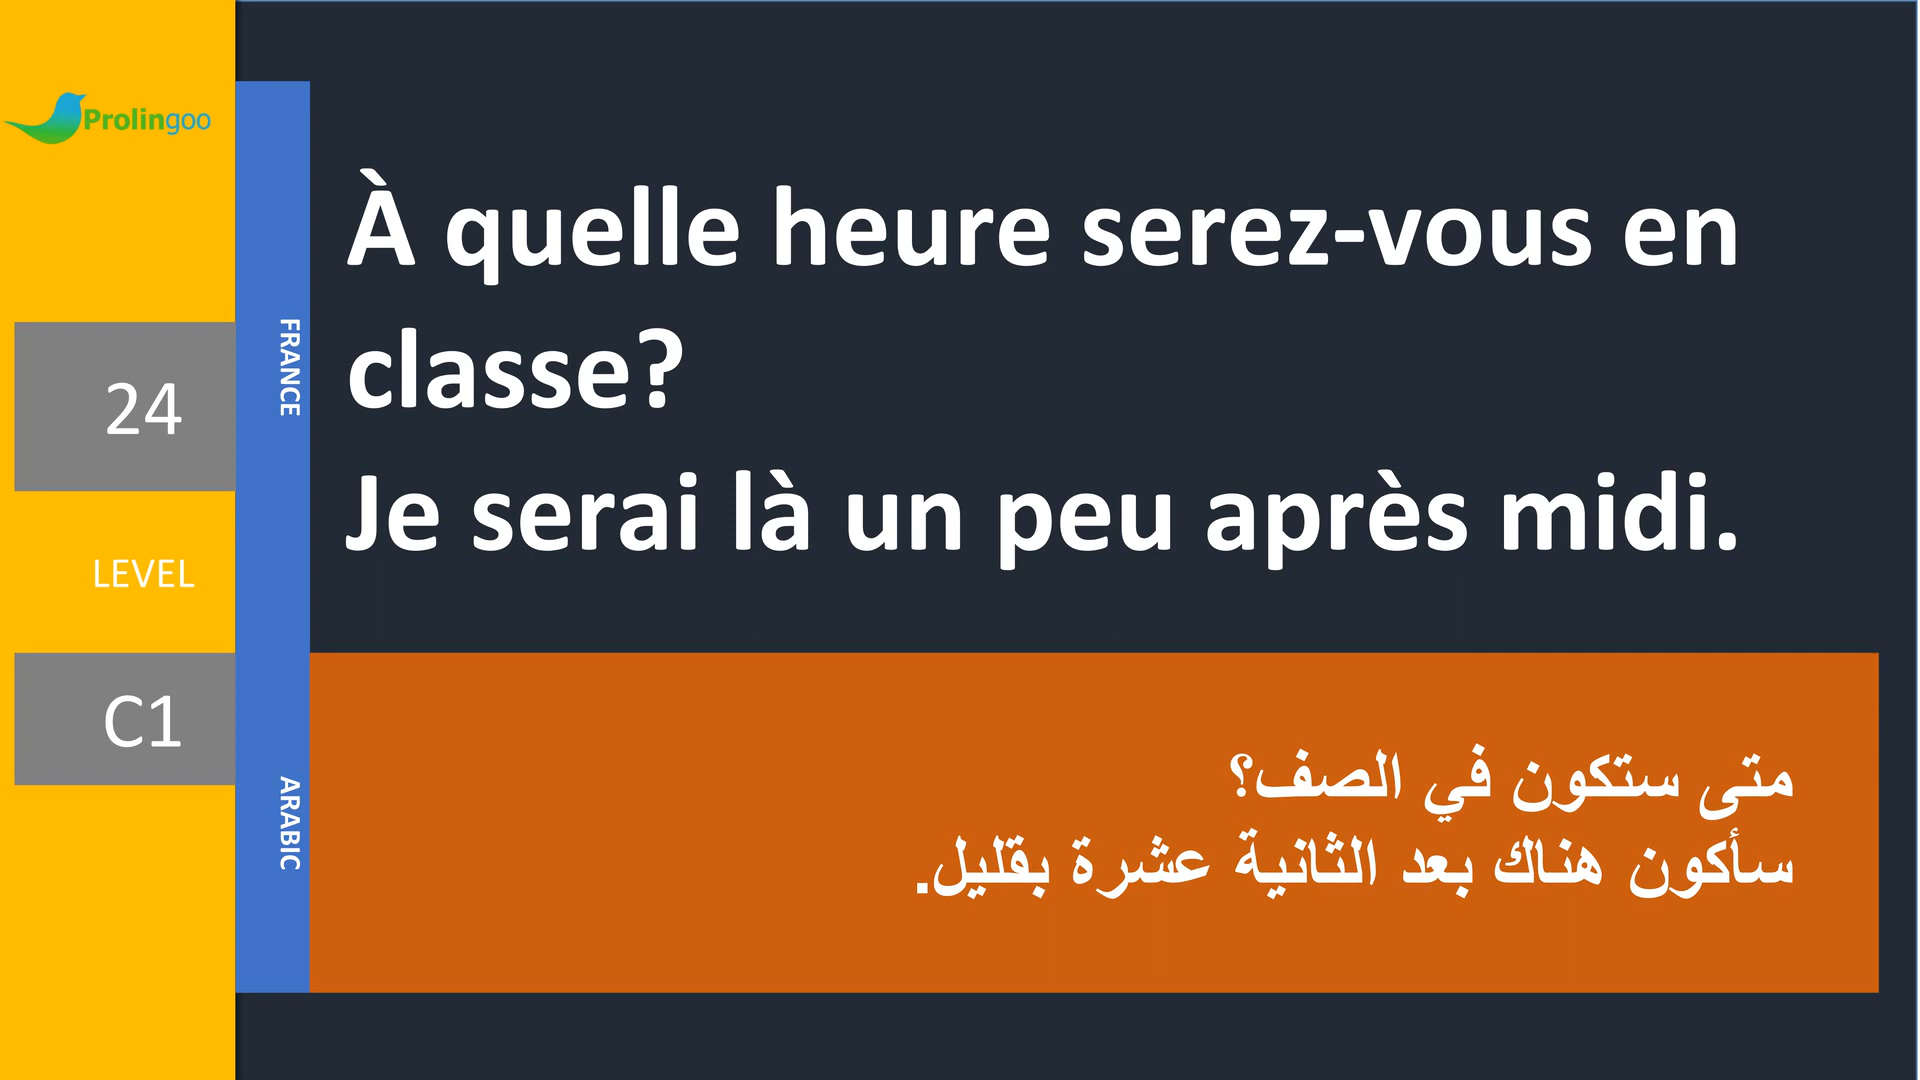 Prolingoo
24
LEVEL
C1
FRANCE
ARABIC
À quelle heure serez-vous en
classe?
Je serai là un peu après midi.
متى ستكون في الصف؟
سأكون هناك بعد الثانية عشرة بقليل.